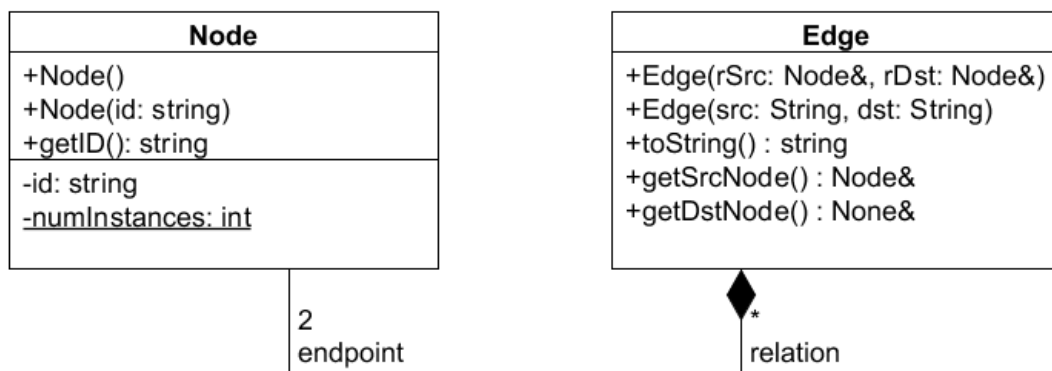 Node
+Node()
+Node(id: string)
+getID(): string
-id: string
-numInstances: int
2
endpoint
Edge
+Edge(rSrc: Node&, rDst: Node&)
+Edge(src: String, dst: String)
+toString() : string
+getSrcNode() : Node&
+getDstNode() : None&
*
relation